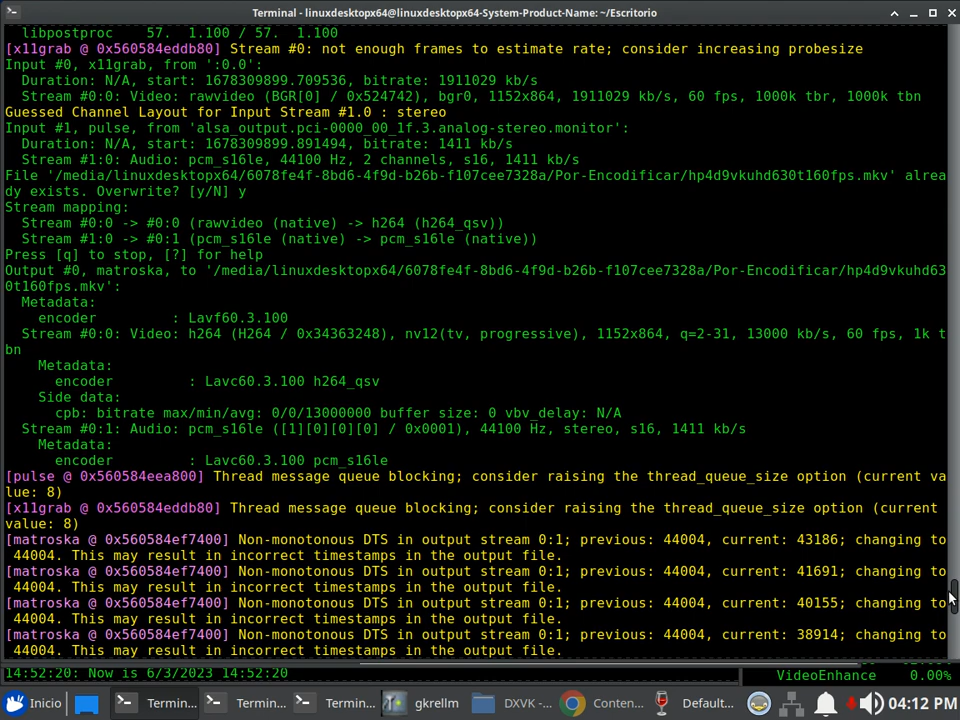 Terminal - linuxdesktopx64@linuxdesktopx64-System-Product-Name: ~/Escritorio
  libpostproc    57.  1.100 / 57.  1.100
[x11grab @ 0x560584eddb80] Stream #0: not enough frames to estimate rate; consider increasing probesize
Input #0, x11grab, from ':0.0':
  Duration: N/A, start: 1678309899.709536, bitrate: 1911029 kb/s
  Stream #0:0: Video: rawvideo (BGR[0] / 0x524742), bgr0, 1152x864, 1911029 kb/s, 60 fps, 1000k tbr, 1000k tbn
Guessed Channel Layout for Input Stream #1.0 : stereo
Input #1, pulse, from 'alsa_output.pci-0000_00_1f.3.analog-stereo.monitor':
  Duration: N/A, start: 1678309899.891494, bitrate: 1411 kb/s
  Stream #1:0: Audio: pcm_s16le, 44100 Hz, 2 channels, s16, 1411 kb/s
File '/media/linuxdesktopx64/6078fe4f-8bd6-4f9d-b26b-f107cee7328a/Por-Encodificar/hp4d9vkuhd630t160fps.mkv' alrea
dy exists. Overwrite? [y/N] y
Stream mapping:
  Stream #0:0 -> #0:0 (rawvideo (native) -> h264 (h264_qsv))
  Stream #1:0 -> #0:1 (pcm_s16le (native) -> pcm_s16le (native))
Press [q] to stop, [?] for help
Output #0, matroska, to '/media/linuxdesktopx64/6078fe4f-8bd6-4f9d-b26b-f107cee7328a/Por-Encodificar/hp4d9vkuhd63
0t160fps.mkv':
  Metadata:
    encoder         : Lavf60.3.100
  Stream #0:0: Video: h264 (H264 / 0x34363248), nv12(tv, progressive), 1152x864, q=2-31, 13000 kb/s, 60 fps, 1k t
bn
    Metadata:
      encoder         : Lavc60.3.100 h264_qsv
    Side data:
      cpb: bitrate max/min/avg: 0/0/13000000 buffer size: 0 vbv_delay: N/A
  Stream #0:1: Audio: pcm_s16le ([1][0][0][0] / 0x0001), 44100 Hz, stereo, s16, 1411 kb/s
    Metadata:
      encoder         : Lavc60.3.100 pcm_s16le
[pulse @ 0x560584eea800] Thread message queue blocking; consider raising the thread_queue_size option (current va
lue: 8)
[x11grab @ 0x560584eddb80] Thread message queue blocking; consider raising the thread_queue_size option (current
value: 8)
[matroska @ 0x560584ef7400] Non-monotonous DTS in output stream 0:1; previous: 44004, current: 43186; changing to
44004. This may result in incorrect timestamps in the output file.
[matroska @ 0x560584ef7400] Non-monotonous DTS in output stream 0:1; previous: 44004, current: 41691; changing to
44004. This may result in incorrect timestamps in the output file.
[matroska @ 0x560584ef7400] Non-monotonous DTS in output stream 0:1; previous: 44004, current: 40155; changing to
44004. This may result in incorrect timestamps in the output file.
[matroska @ 0x560584ef7400] Non-monotonous DTS in output stream 0:1; previous: 44004, current: 38914; changing to
44004. This may result in incorrect timestamps in the output file.
14:52:20: Now is 6/3/2023 14:52:20
VideoEnhance 0.00%
Inicio Termin... Termin... Termin... gkrellm DXVK -... Conten... Default... 04:12 PM